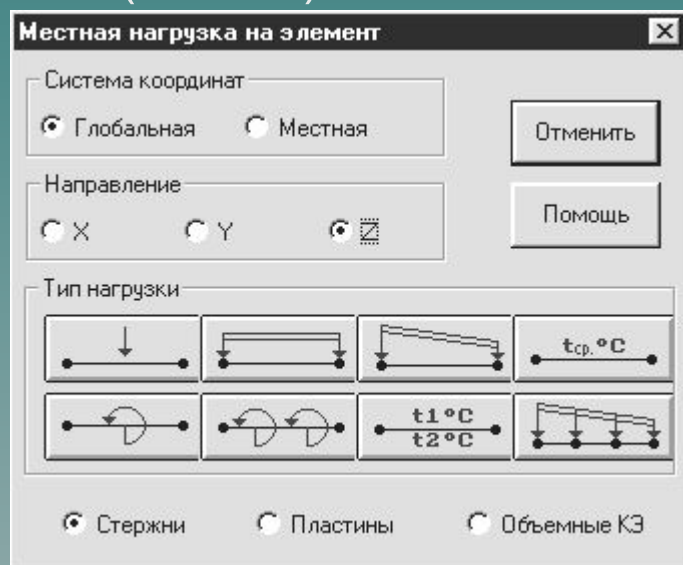 Местная нагрузка на элемент
Система координат
Глобальная Местная
Отменить
Направление
X Y Z
Помощь
Тип нагрузки
tср.°C
t1°C
t2°C
Стержни Пластины Объемные КЭ